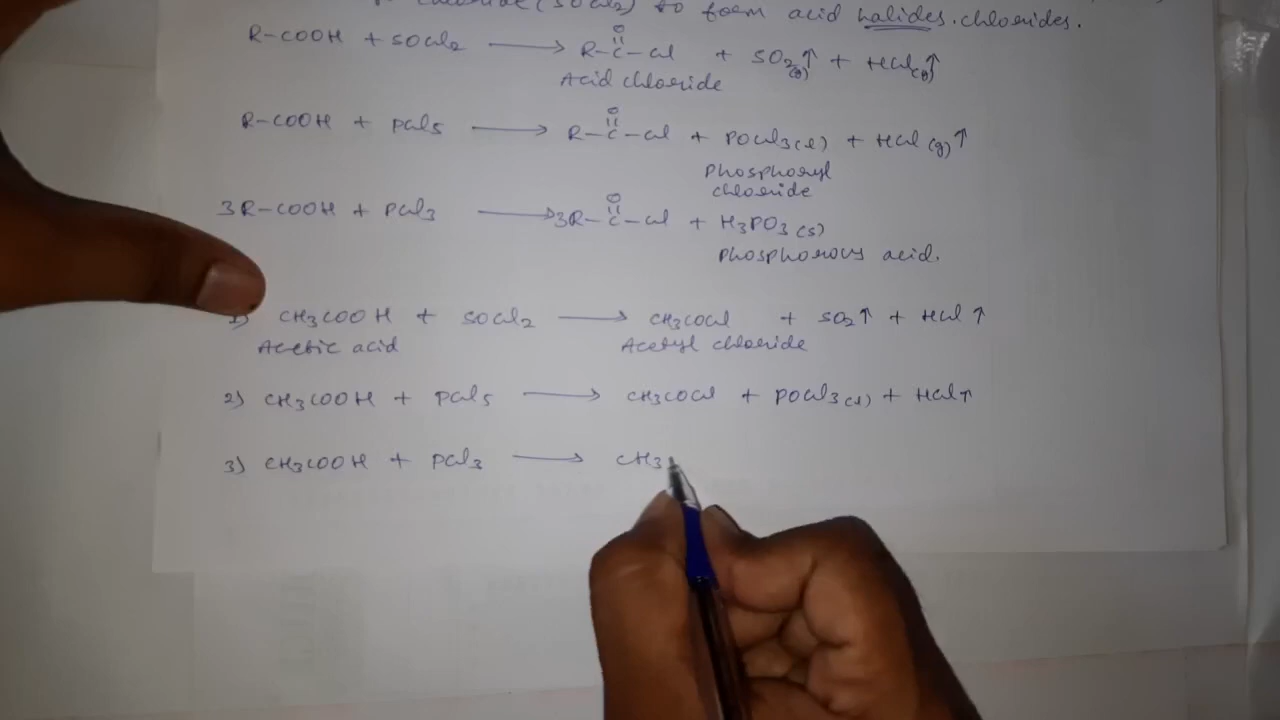 chloride (SOCl2) to form acid halides. chlorides.
R-COOH + SOCl2 ⟶ R-C-Cl + SO2(g)↑ + HCl(g)↑
O
Acid chloride
R-COOH + PCl5 ⟶ R-C-Cl + POCl3(l) + HCl(g)↑
O
Phosphoryl
chloride
3R-COOH + PCl3 ⟶ 3R-C-Cl + H3PO3(s)
O
Phosphorous acid.
1) CH3COOH + SOCl2 ⟶ CH3COCl + SO2↑ + HCl↑
Acetic acid Acetyl chloride
2) CH3COOH + PCl5 ⟶ CH3COCl + POCl3(l) + HCl↑
3) CH3COOH + PCl3 ⟶ CH3